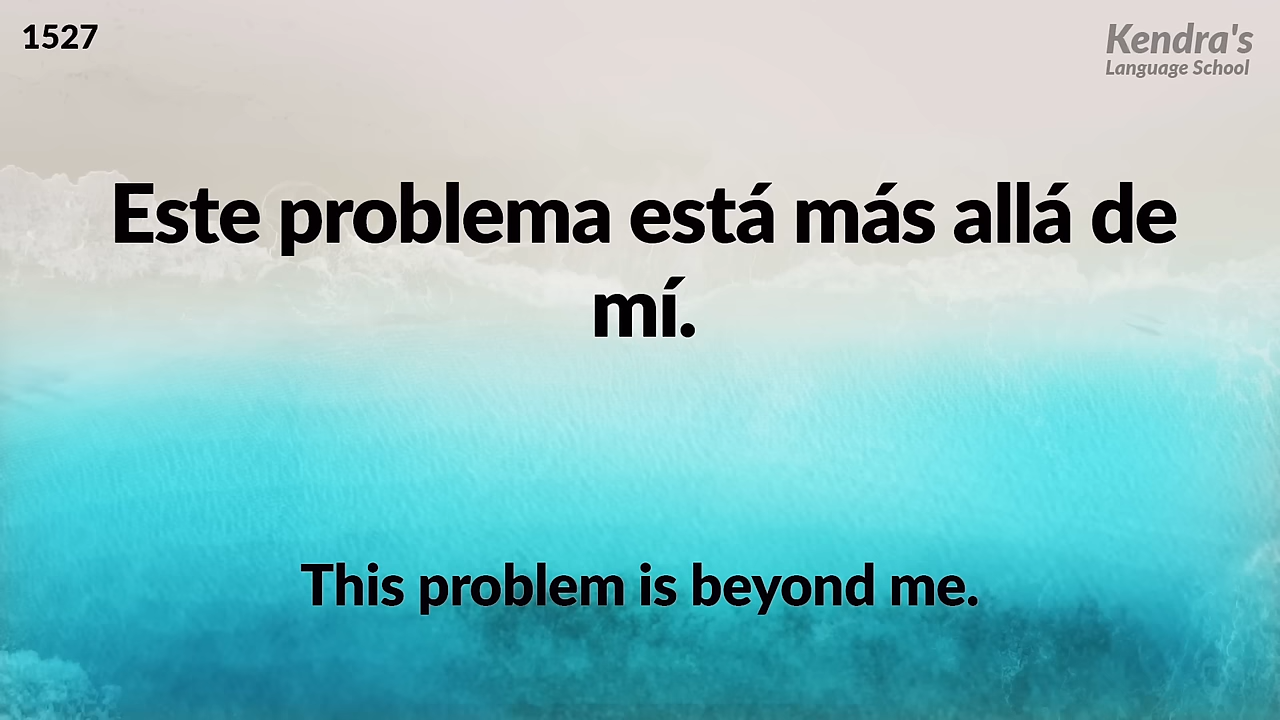 1527
Kendra's
Language School
Este problema está más allá de
mí.
This problem is beyond me.